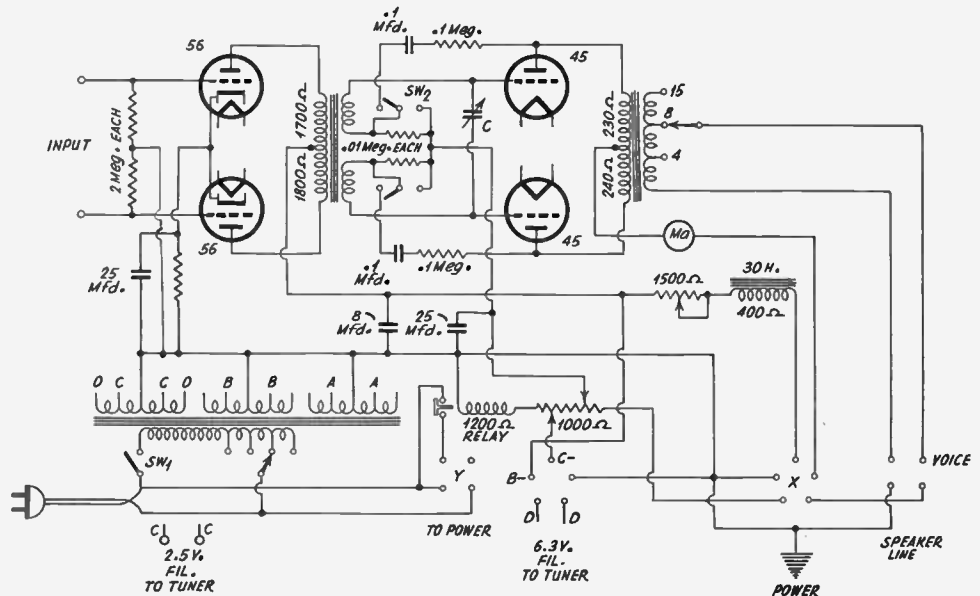 .1
Mfd.
.1 Meg.
56
45
15
8
4
SW2
C
1700Ω
1800Ω
.01 Meg. EACH
230Ω
240Ω
INPUT
2 Meg. EACH
56
45
Ma
25
Mfd.
.1
Mfd.
.1 Meg.
1500Ω
30 H.
400Ω
8
Mfd.
25
Mfd.
O C C O B B A A
1200Ω
RELAY
1000Ω
SW1
Y
C-
B-
X
VOICE
D D
C C
2.5 V.
FIL.
TO TUNER
TO POWER
6.3 V.
FIL.
TO TUNER
SPEAKER
LINE
POWER